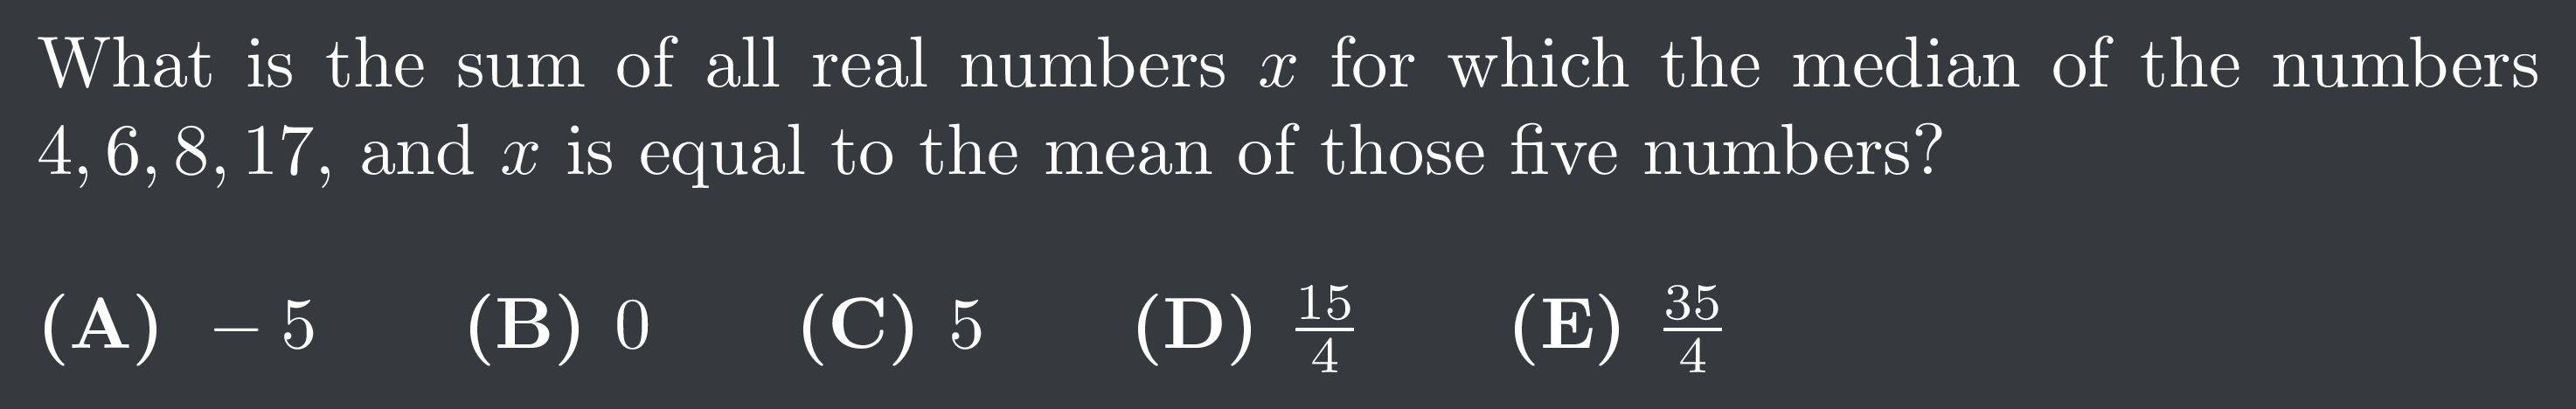 What is the sum of all real numbers x for which the median of the numbers
4, 6, 8, 17, and x is equal to the mean of those five numbers?
(A) − 5 (B) 0 (C) 5 (D) 15/4 (E) 35/4